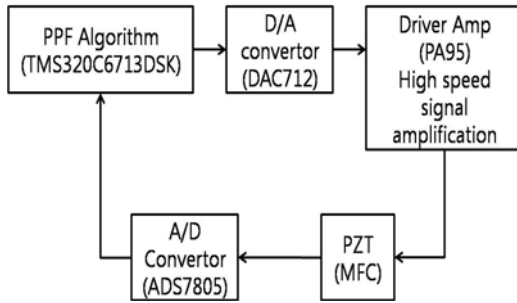 PPF Algorithm
(TMS320C6713DSK)
D/A
convertor
(DAC712)
Driver Amp
(PA95)
High speed
signal
amplification
A/D
Convertor
(ADS7805)
PZT
(MFC)